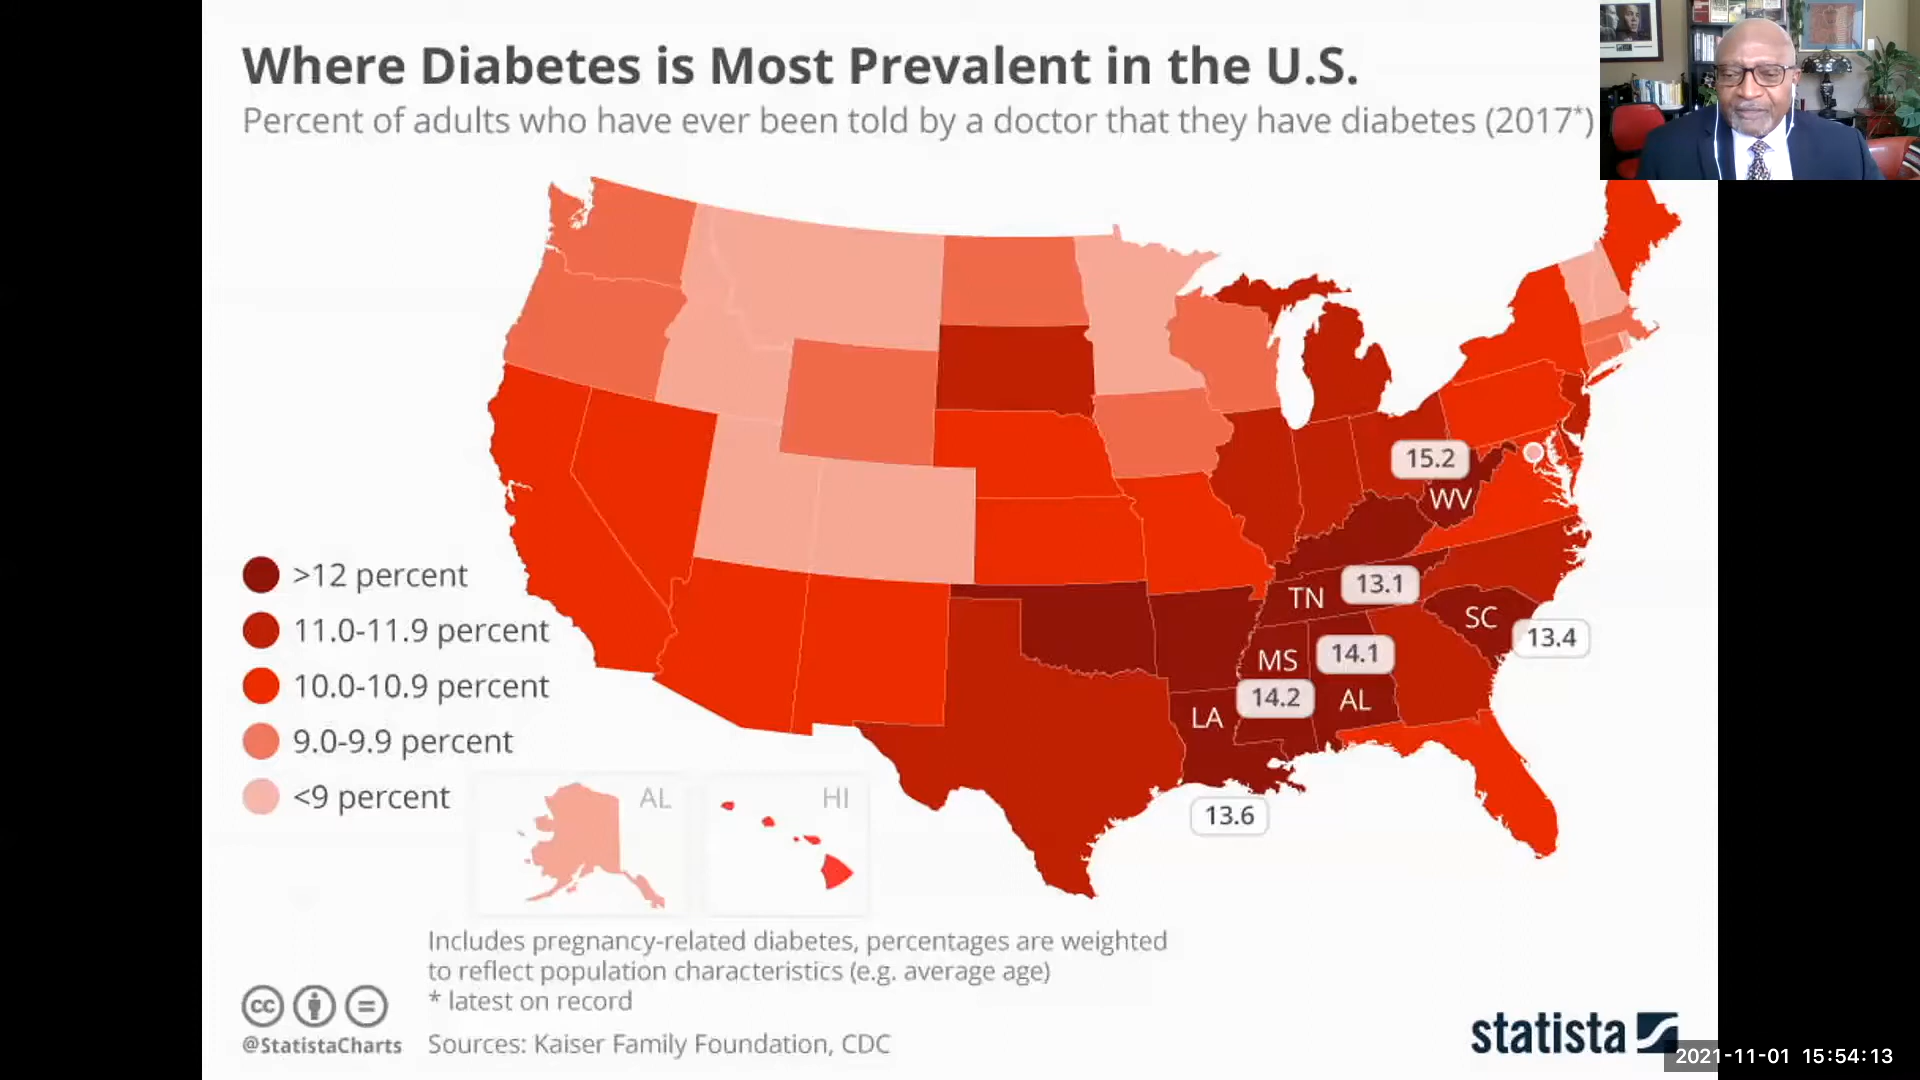 Where Diabetes is Most Prevalent in the U.S.
Percent of adults who have ever been told by a doctor that they have diabetes (2017*)
15.2
WV
>12 percent
TN
13.1
SC
11.0-11.9 percent
13.4
MS
14.1
10.0-10.9 percent
14.2
AL
LA
9.0-9.9 percent
<9 percent
AL
HI
13.6
Includes pregnancy-related diabetes, percentages are weighted
to reflect population characteristics (e.g. average age)
* latest on record
cc
@StatistaCharts
Sources: Kaiser Family Foundation, CDC
statista
2021-11-01 15:54:13